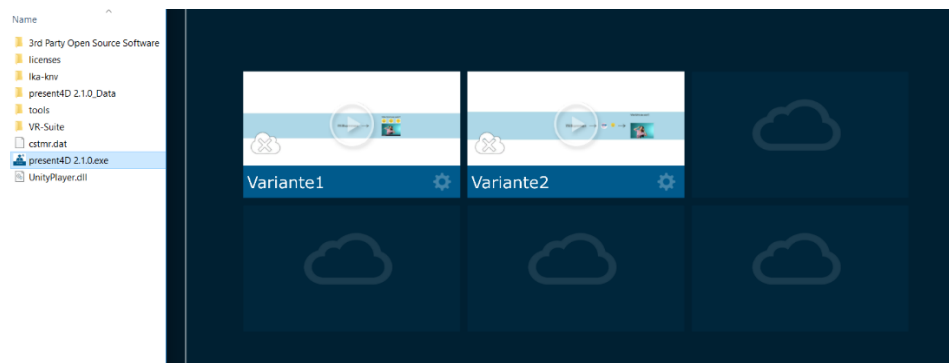 Name
3rd Party Open Source Software
licenses
lka-knv
present4D 2.1.0_Data
tools
VR-Suite
cstmr.dat
present4D 2.1.0.exe
UnityPlayer.dll
Variante1
Variante2